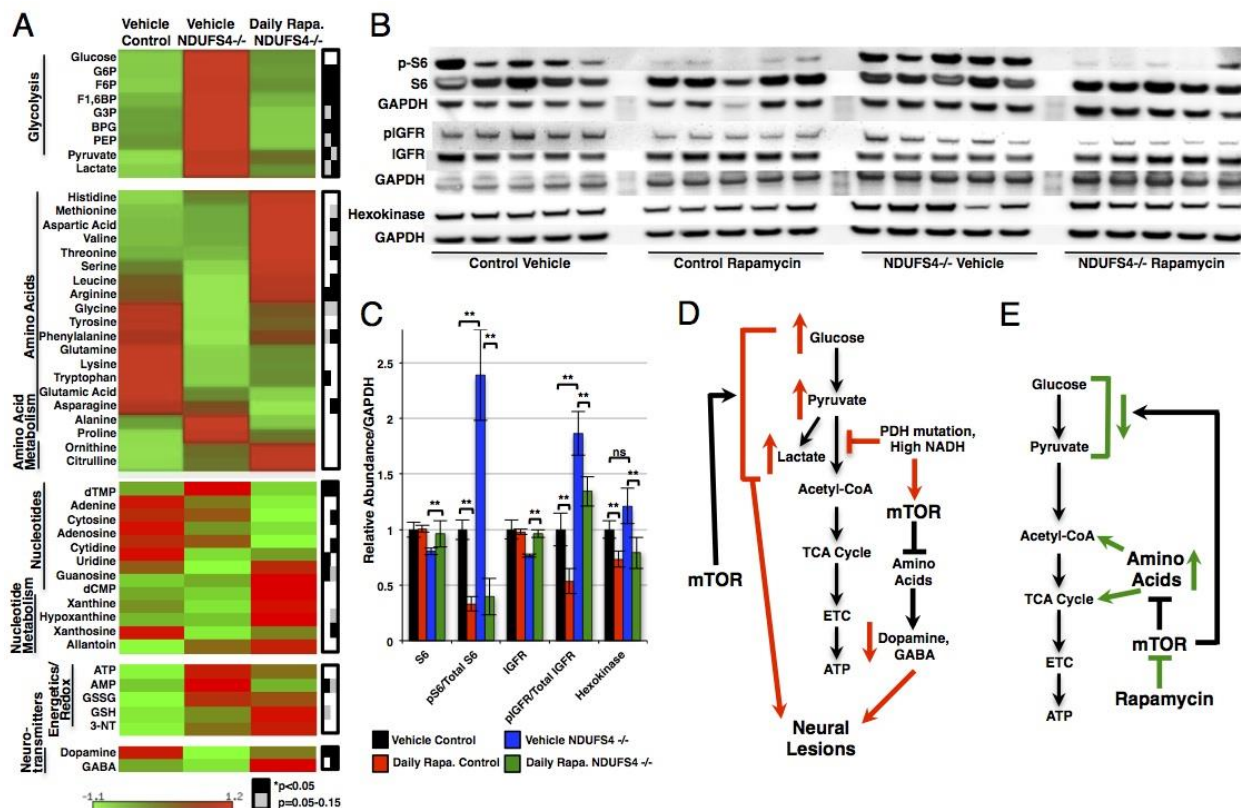 A
Vehicle Control
Vehicle NDUFS4-/-
Daily Rapa. NDUFS4-/-
Glycolysis
Glucose
G6P
F6P
F1,6BP
G3P
BPG
PEP
Pyruvate
Lactate
Amino Acids
Histidine
Methionine
Aspartic Acid
Valine
Threonine
Serine
Leucine
Arginine
Glycine
Tyrosine
Phenylalanine
Glutamine
Lysine
Tryptophan
Glutamic Acid
Asparagine
Amino Acid Metabolism
Alanine
Proline
Ornithine
Citrulline
Nucleotides
dTMP
Adenine
Cytosine
Adenosine
Cytidine
Uridine
Guanosine
dCMP
Nucleotide Metabolism
Xanthine
Hypoxanthine
Xanthosine
Allantoin
Energetics/
Redox
ATP
AMP
GSSG
GSH
3-NT
Neuro-
transmitters
Dopamine
GABA
-1.1
1.2
*p<0.05
p=0.05-0.15
B
p-S6
S6
GAPDH
pIGFR
IGFR
GAPDH
Hexokinase
GAPDH
Control Vehicle
Control Rapamycin
NDUFS4-/- Vehicle
NDUFS4-/- Rapamycin
C
Relative Abundance/GAPDH
2.5
2
1.5
1
0.5
0
**
**
**
**
**
**
**
**
**
ns
**
**
S6
pS6/Total S6
IGFR
pIGFR/Total IGFR
Hexokinase
Vehicle Control
Vehicle NDUFS4 -/-
Daily Rapa. Control
Daily Rapa. NDUFS4 -/-
D
Glucose
Pyruvate
Lactate
PDH mutation,
High NADH
Acetyl-CoA
mTOR
TCA Cycle
Amino
Acids
mTOR
ETC
Dopamine,
GABA
ATP
Neural
Lesions
E
Glucose
Pyruvate
Acetyl-CoA
Amino
Acids
TCA Cycle
mTOR
ETC
Rapamycin
ATP